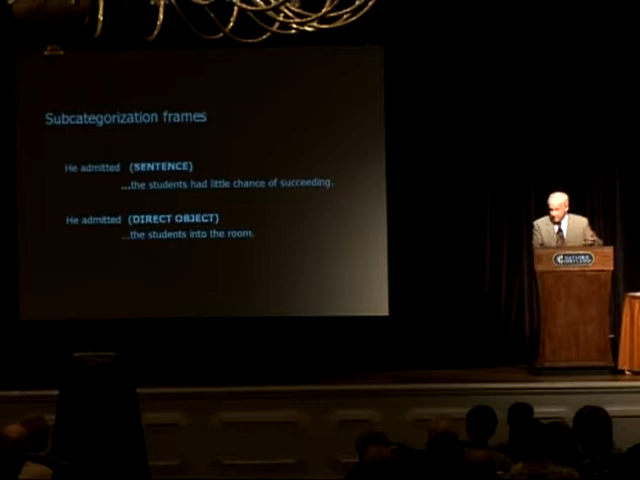 Subcategorization frames
He admitted (SENTENCE)
...the students had little chance of succeeding.
He admitted (DIRECT OBJECT)
...the students into the room.